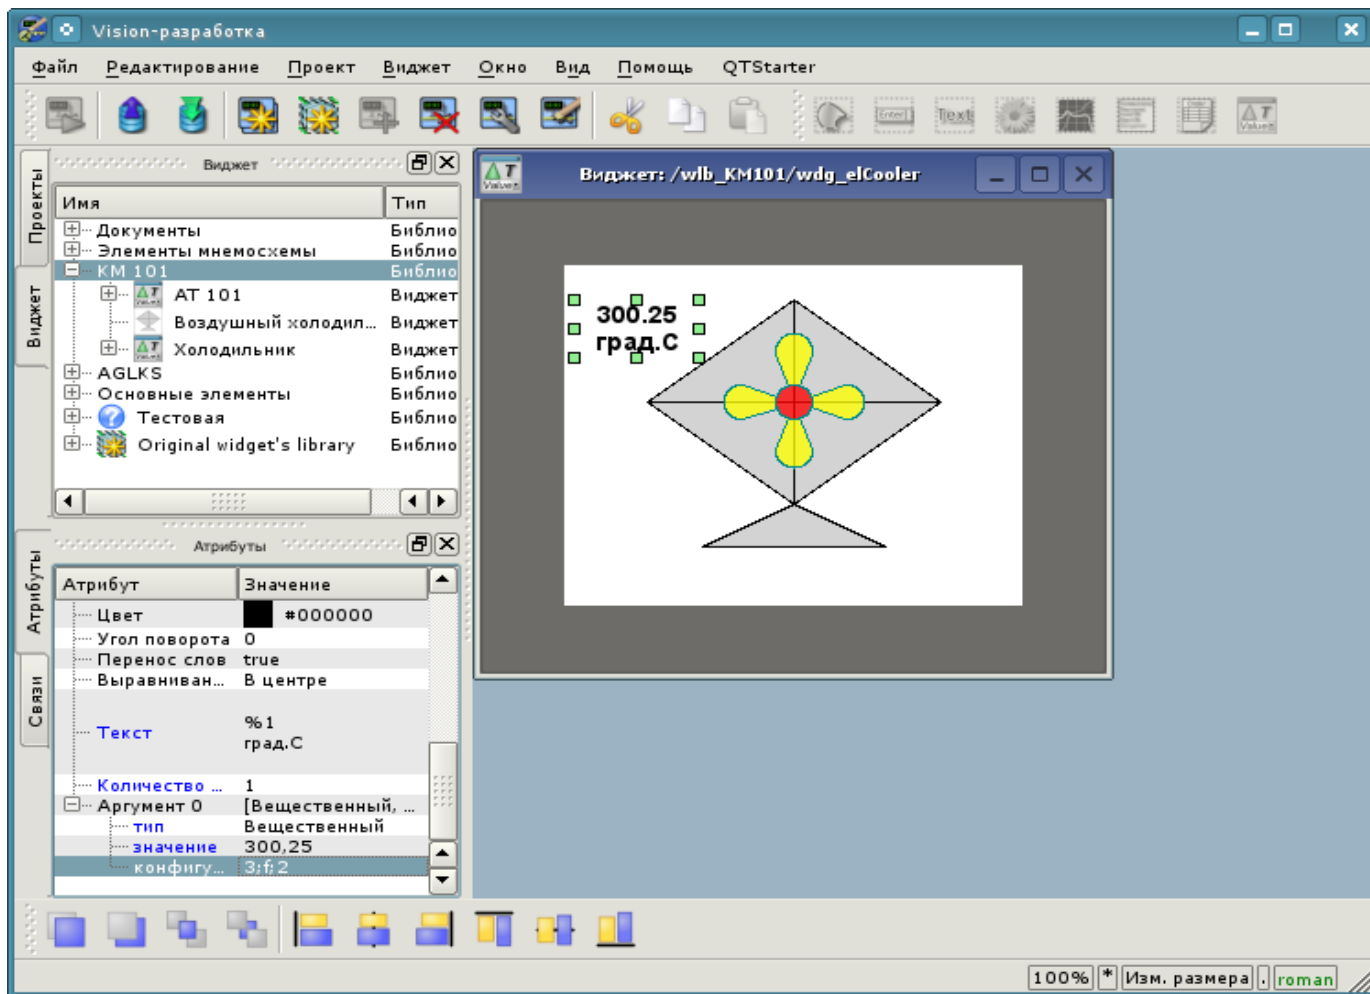 Vision-разработка
Файл Редактирование Проект Виджет Окно Вид Помощь QTStarter
Enter Text ΔT Values
Проекты
Виджет
Виджет
Имя Тип
Документы Библио
Элементы мнемосхемы Библио
КМ 101 Библио
АТ 101 Виджет
Воздушный холодил... Виджет
Холодильник Виджет
AGLKS Библио
Основные элементы Библио
Тестовая Библио
Original widget's library Библио
Атрибуты
Связи
Атрибуты
Атрибут Значение
Цвет #000000
Угол поворота 0
Перенос слов true
Выравниван... В центре
Текст %1
град.С
Количество ... 1
Аргумент 0 [Вещественный, ...
тип Вещественный
значение 300,25
конфигу... 3;f;2
Виджет: /wlb_KM101/wdg_elCooler
300.25
град.С
100% * Изм. размера . roman